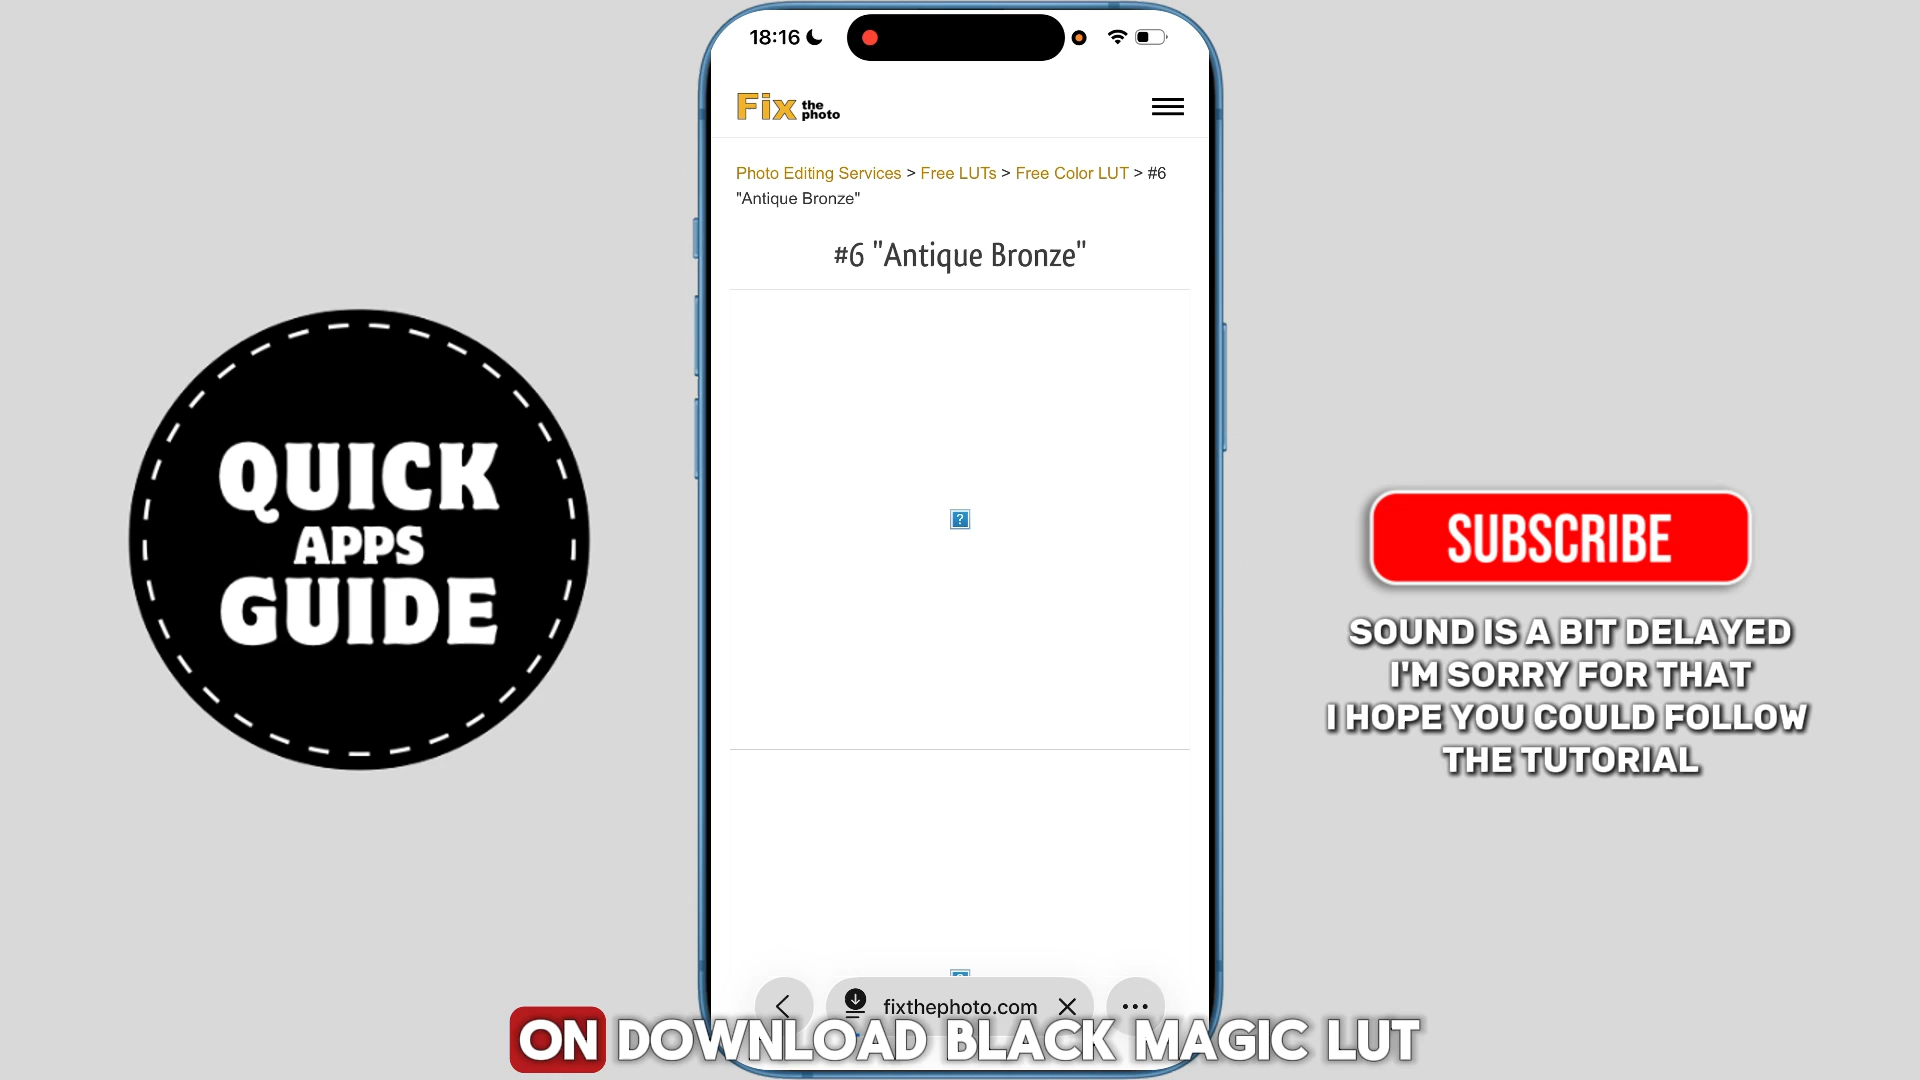 18:16
Fix the photo
Photo Editing Services > Free LUTs > Free Color LUT > #6
"Antique Bronze"
#6 "Antique Bronze"
?
QUICK
APPS
GUIDE
SUBSCRIBE
SOUND IS A BIT DELAYED
I'M SORRY FOR THAT
I HOPE YOU COULD FOLLOW
THE TUTORIAL
fixthephoto.com
ON DOWNLOAD BLACK MAGIC LUT